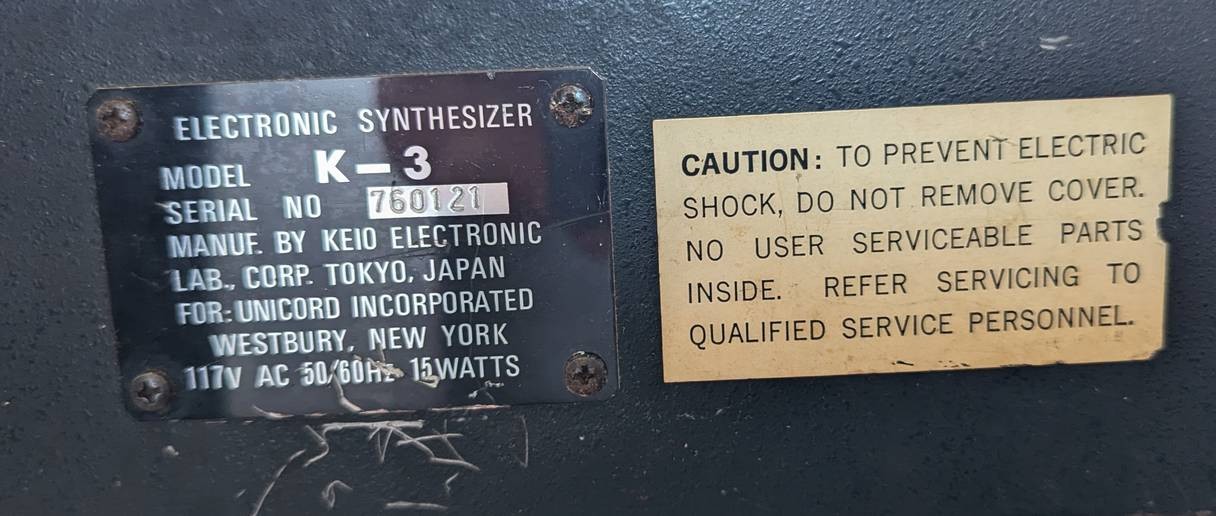 ELECTRONIC SYNTHESIZER
MODEL K-3
SERIAL NO 760121
MANUF. BY KEIO ELECTRONIC
LAB., CORP. TOKYO, JAPAN
FOR: UNICORD INCORPORATED
WESTBURY, NEW YORK
117V AC 50/60Hz 15WATTS
CAUTION: TO PREVENT ELECTRIC
SHOCK, DO NOT REMOVE COVER.
NO USER SERVICEABLE PARTS
INSIDE. REFER SERVICING TO
QUALIFIED SERVICE PERSONNEL.